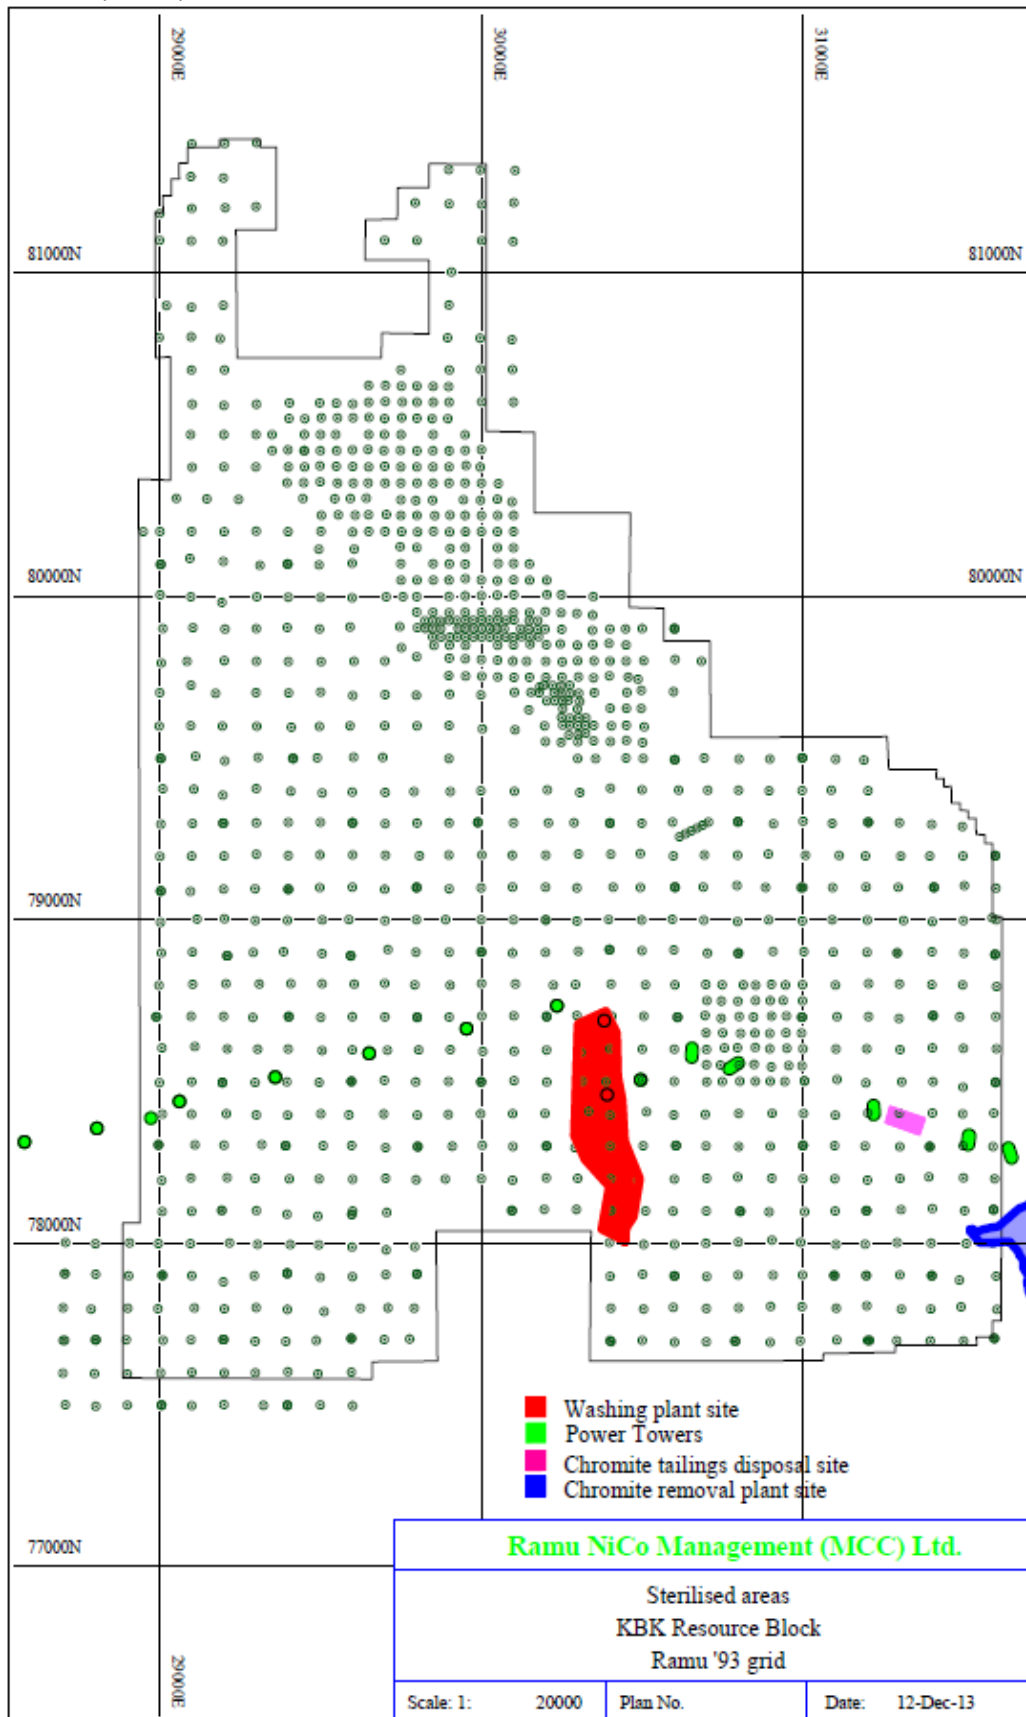 29000E
30000E
31000E
81000N
81000N
80000N
80000N
79000N
79000N
78000N
78000N
Washing plant site
Power Towers
Chromite tailings disposal site
Chromite removal plant site
77000N
Ramu NiCo Management (MCC) Ltd.
Sterilised areas
KBK Resource Block
Ramu '93 grid
29000E
Scale: 1: 20000 Plan No. Date: 12-Dec-13